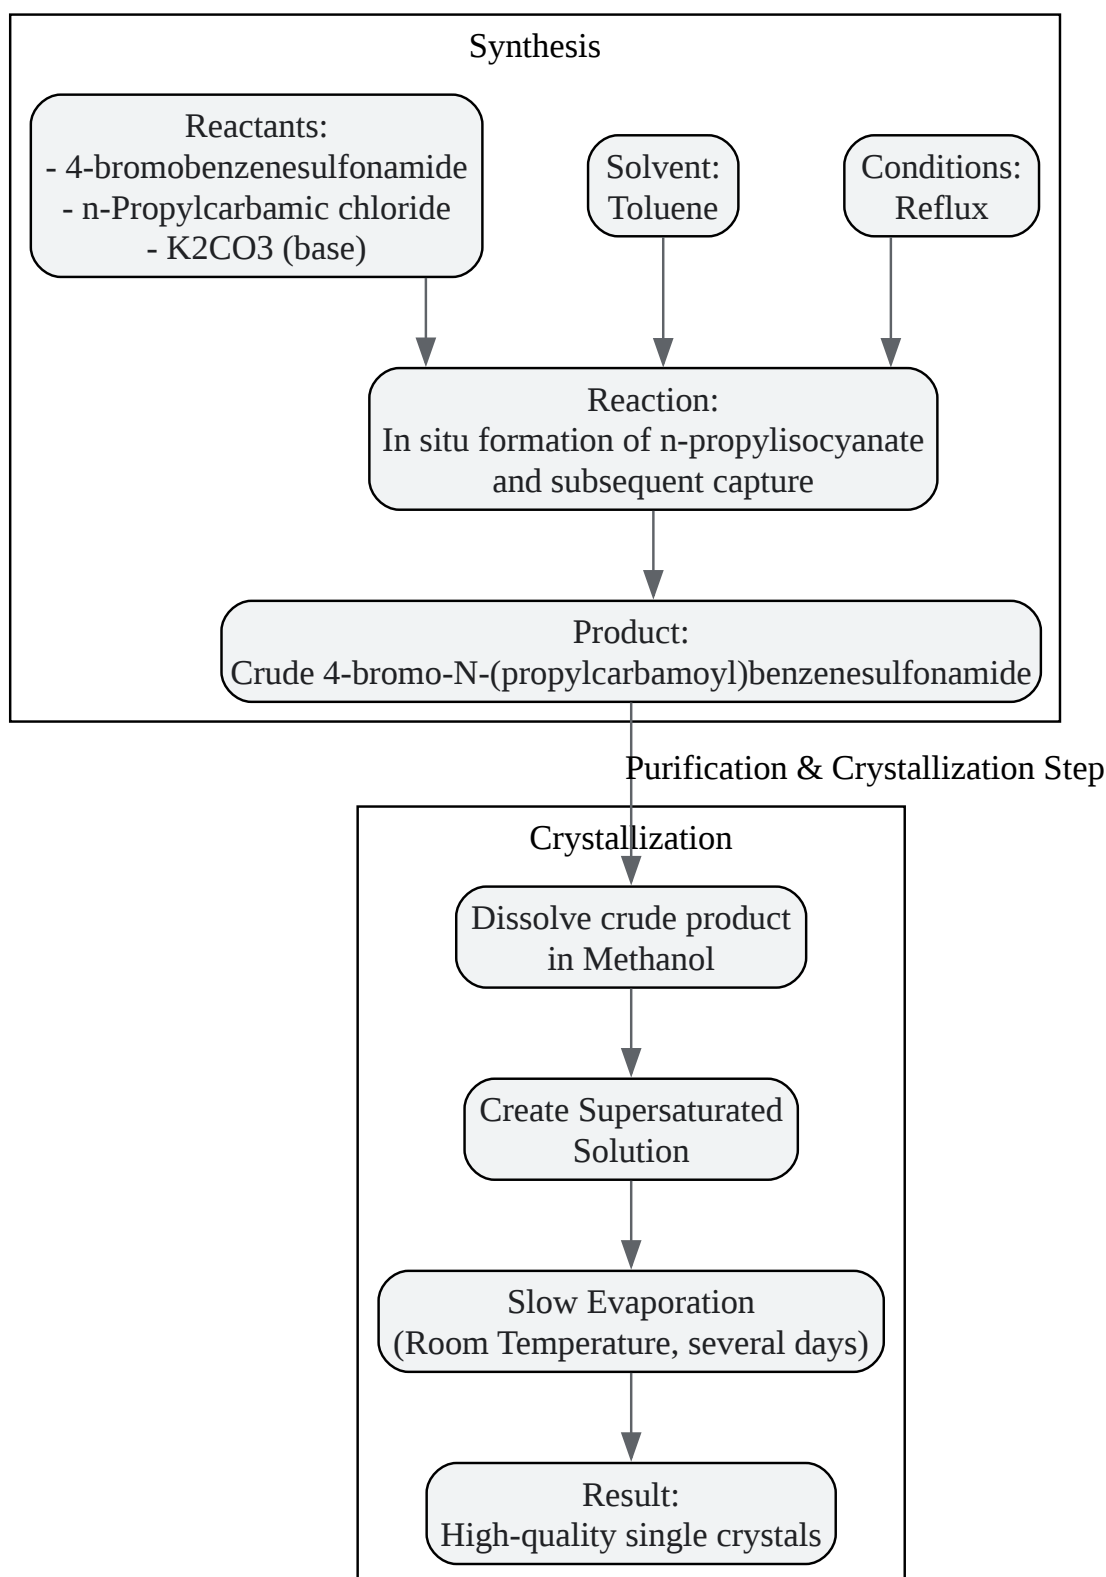 Synthesis
Reactants:
- 4-bromobenzenesulfonamide
- n-Propylcarbamic chloride
- K2CO3 (base)
Solvent:
Toluene
Conditions:
Reflux
Reaction:
In situ formation of n-propylisocyanate
and subsequent capture
Product:
Crude 4-bromo-N-(propylcarbamoyl)benzenesulfonamide
Purification & Crystallization Step
Crystallization
Dissolve crude product
in Methanol
Create Supersaturated
Solution
Slow Evaporation
(Room Temperature, several days)
Result:
High-quality single crystals